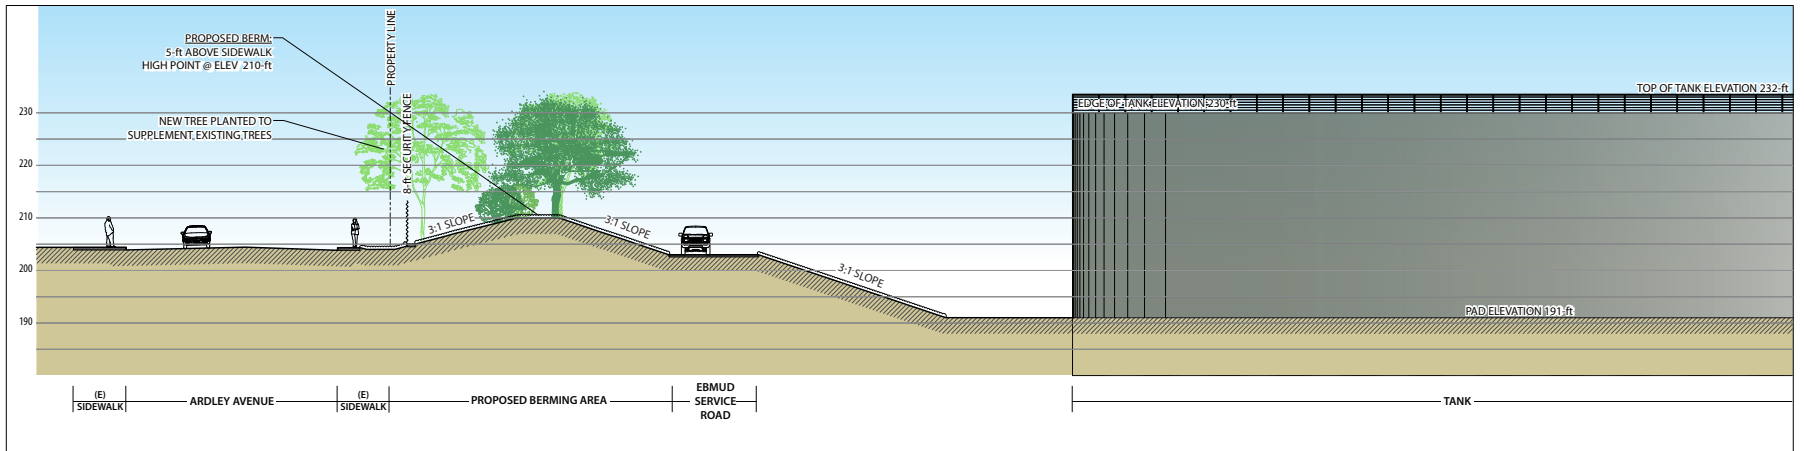 PROPOSED BERM:
5-ft ABOVE SIDEWALK
HIGH POINT @ ELEV 210-ft
PROPERTY LINE
NEW TREE PLANTED TO
SUPPLEMENT EXISTING TREES
8-ft SECURITY FENCE
TOP OF TANK ELEVATION 232-ft
EDGE OF TANK ELEVATION 230-ft
230
220
210
200
190
3:1 SLOPE
3:1 SLOPE
3:1 SLOPE
PAD ELEVATION 191-ft
(E)
SIDEWALK
ARDLEY AVENUE
(E)
SIDEWALK
PROPOSED BERMING AREA
EBMUD
SERVICE
ROAD
TANK